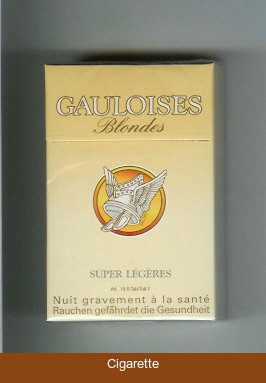 GAULOISES
Blondes
SUPER LÉGÈRES
Nuit gravement à la santé
Rauchen gefährdet die Gesundheit
Cigarette